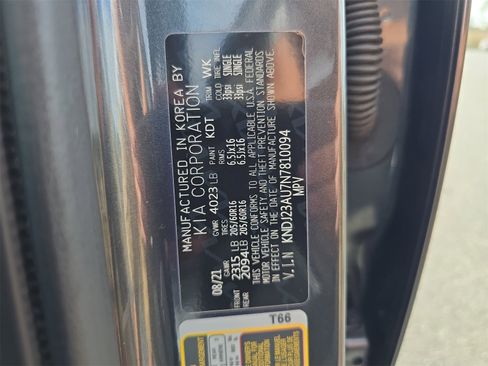 MANUFACTURED IN KOREA BY
KIA CORPORATION
GVWR 4023 LB PAINT KDT TRIM WK
TIRES RIMS COLD TIRE INFL.
08/21 GAWR
FRONT 2315 LB 205/60R16 6.5Jx16 33psi SINGLE
REAR 2094 LB 205/60R16 6.5Jx16 33psi SINGLE
THIS VEHICLE CONFORMS TO ALL APPLICABLE U.S.A FEDERAL
MOTOR VEHICLE SAFETY AND THEFT PREVENTION STANDARDS
IN EFFECT ON THE DATE OF MANUFACTURE SHOWN ABOVE.
V.I.N KNDJ23AU7N7810094
MPV
T66